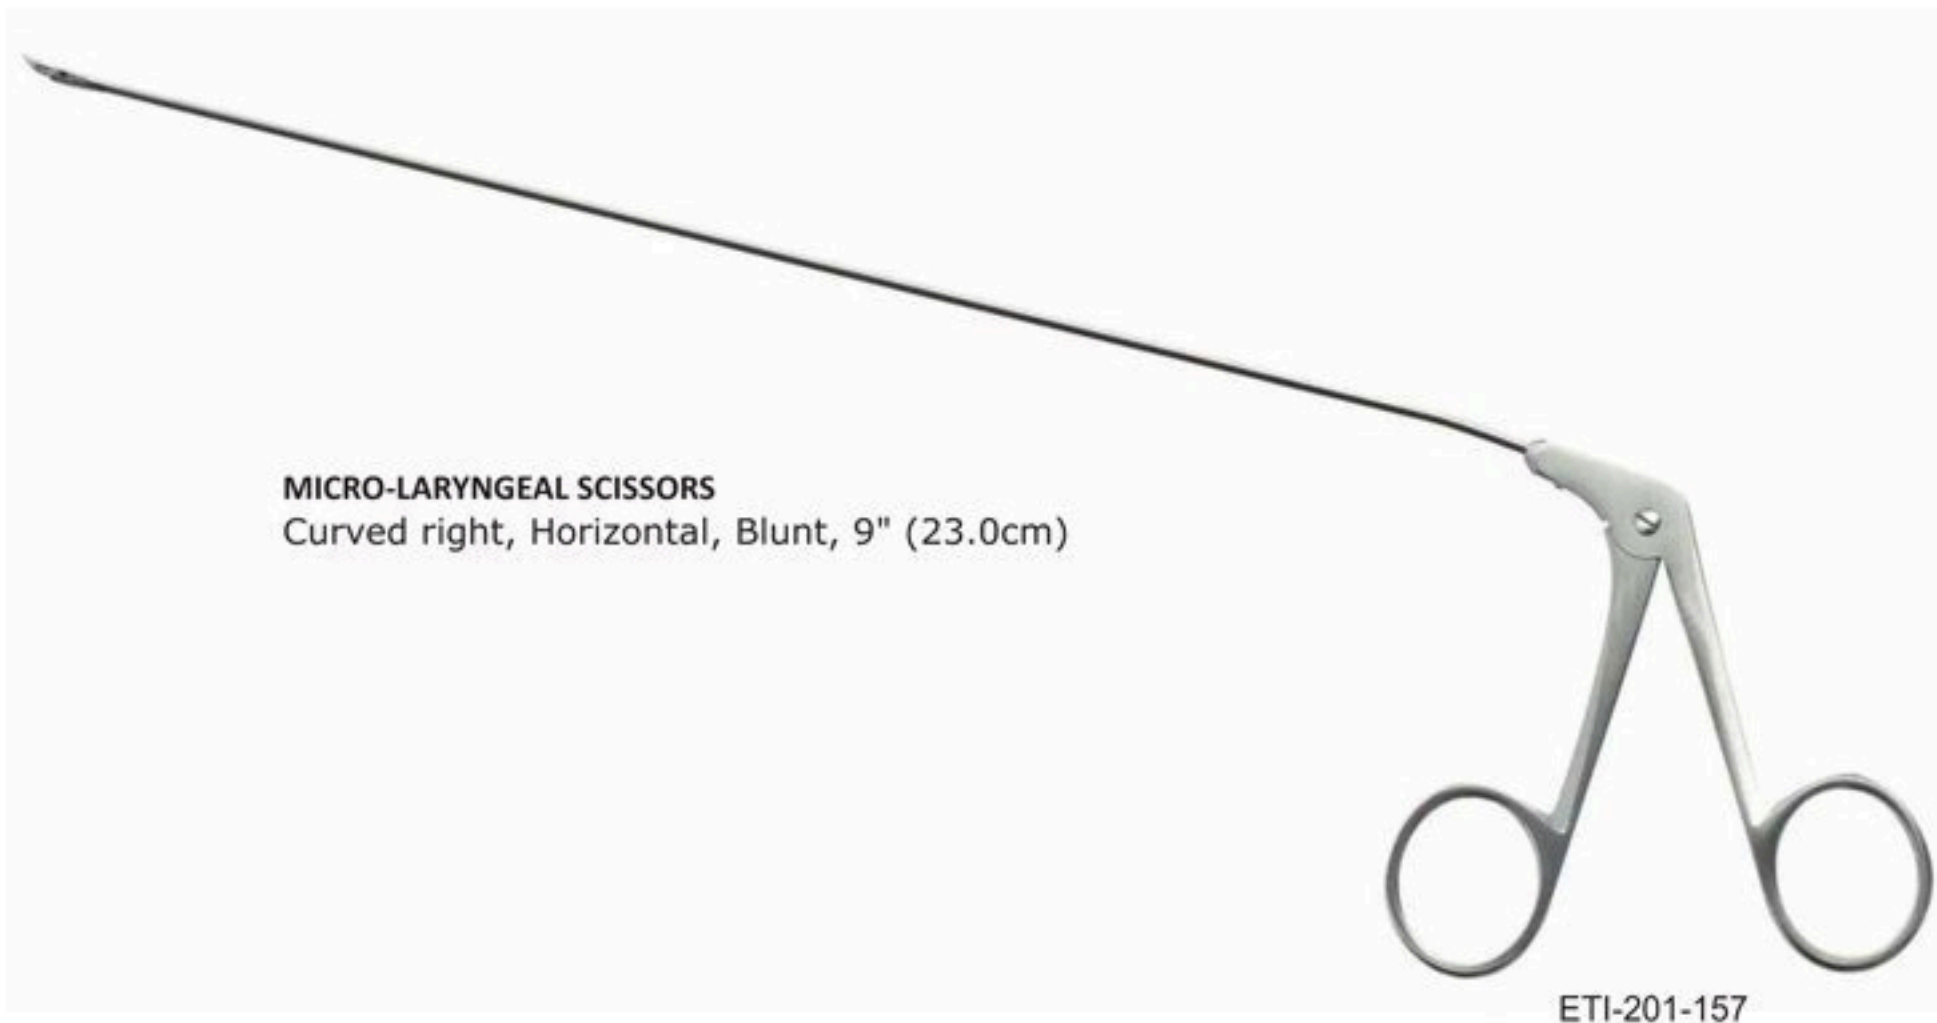 MICRO-LARYNGEAL SCISSORS
Curved right, Horizontal, Blunt, 9" (23.0cm)
ETI-201-157